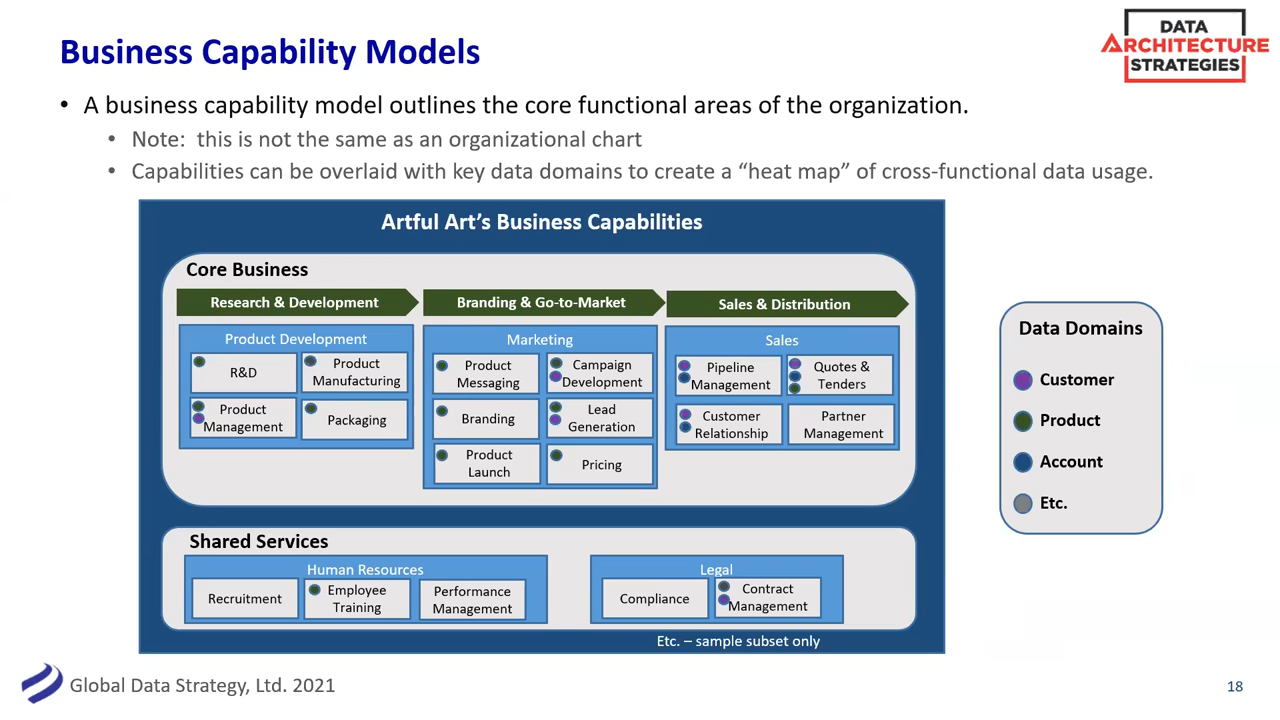 DATA
ARCHITECTURE
STRATEGIES
Business Capability Models
• A business capability model outlines the core functional areas of the organization.
• Note: this is not the same as an organizational chart
• Capabilities can be overlaid with key data domains to create a “heat map” of cross-functional data usage.
Artful Art’s Business Capabilities
Core Business
Research & Development
Branding & Go-to-Market
Sales & Distribution
Product Development
R&D
Product
Manufacturing
Product
Management
Packaging
Marketing
Product
Messaging
Campaign
Development
Branding
Lead
Generation
Product
Launch
Pricing
Sales
Pipeline
Management
Quotes &
Tenders
Customer
Relationship
Partner
Management
Data Domains
Customer
Product
Account
Etc.
Shared Services
Human Resources
Recruitment
Employee
Training
Performance
Management
Legal
Compliance
Contract
Management
Etc. – sample subset only
Global Data Strategy, Ltd. 2021
18